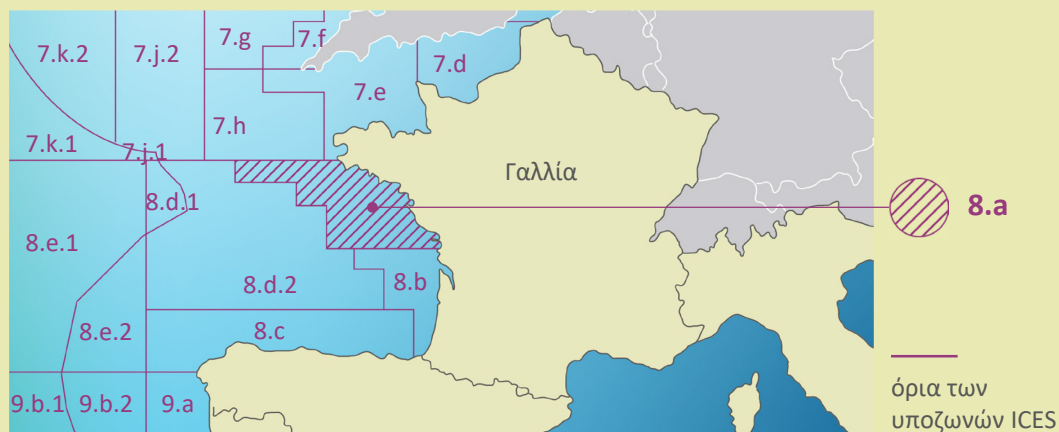 7.k.2
7.j.2
7.g
7.f
7.d
7.e
7.h
7.k.1
7.j.1
Γαλλία
8.d.1
8.a
8.e.1
8.d.2
8.b
8.e.2
8.c
9.b.1
9.b.2
9.a
όρια των
υποζωνών ICES